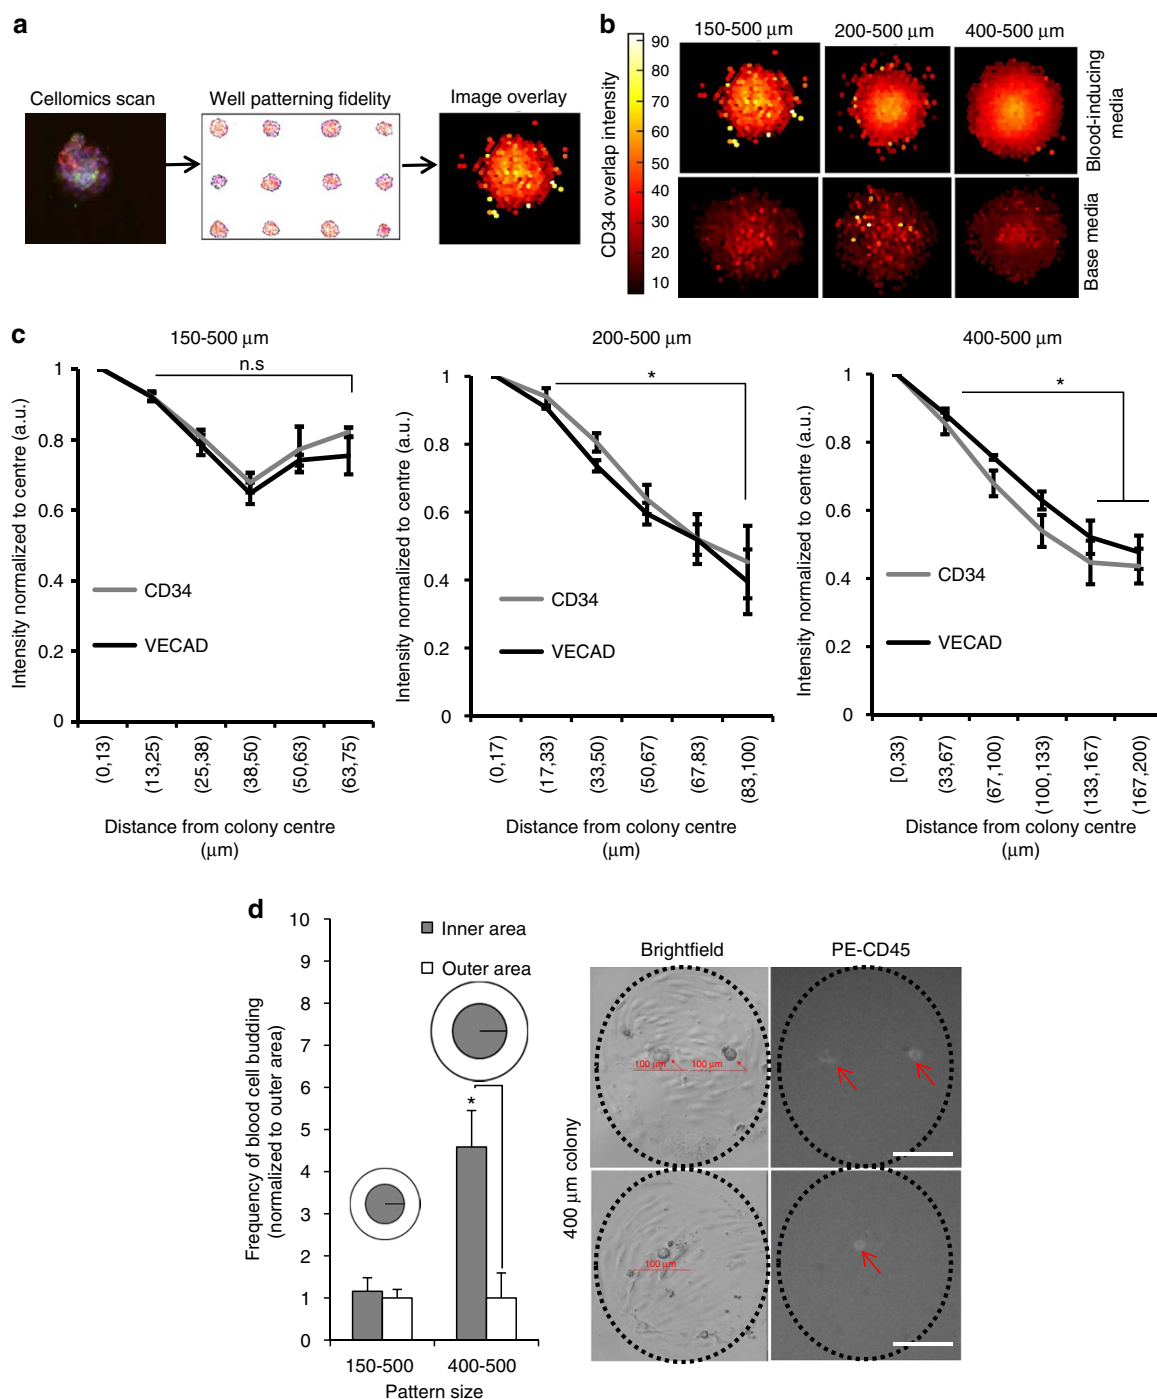 a
Cellomics scan
Well patterning fidelity
Image overlay
b
150-500 μm
200-500 μm
400-500 μm
CD34 overlap intensity
90
80
70
60
50
40
30
20
10
Blood-inducing media
Base media
c
150-500 μm
n.s
Intensity normalized to centre (a.u.)
1
0.8
0.6
0.4
0.2
0
CD34
VECAD
(0,13)
(13,25)
(25,38)
(38,50)
(50,63)
(63,75)
Distance from colony centre
(μm)
200-500 μm
*
Intensity normalized to centre (a.u.)
1
0.8
0.6
0.4
0.2
0
CD34
VECAD
(0,17)
(17,33)
(33,50)
(50,67)
(67,83)
(83,100)
Distance from colony centre
(μm)
400-500 μm
*
Intensity normalized to centre (a.u.)
1
0.8
0.6
0.4
0.2
0
CD34
VECAD
[0,33)
(33,67)
(67,100)
(100,133)
(133,167)
(167,200)
Distance from colony centre
(μm)
d
Frequency of blood cell budding
(normalized to outer area)
10
9
8
7
6
5
4
3
2
1
0
Inner area
Outer area
*
150-500
400-500
Pattern size
Brightfield
PE-CD45
400 μm colony
100 μm
100 μm
100 μm